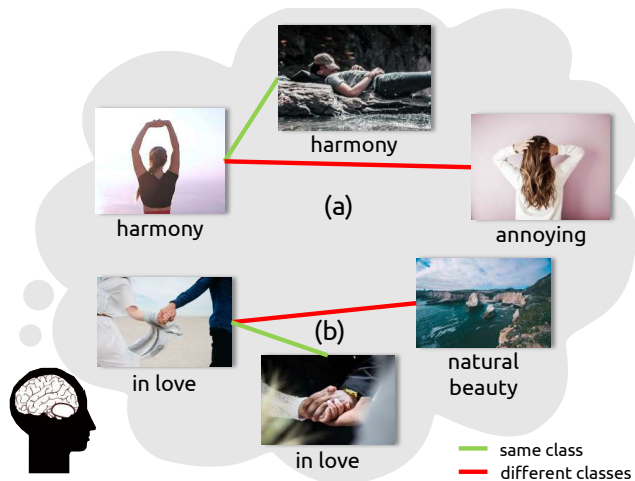 harmony
(a)
harmony
annoying
(b)
in love
natural
beauty
in love
same class
different classes